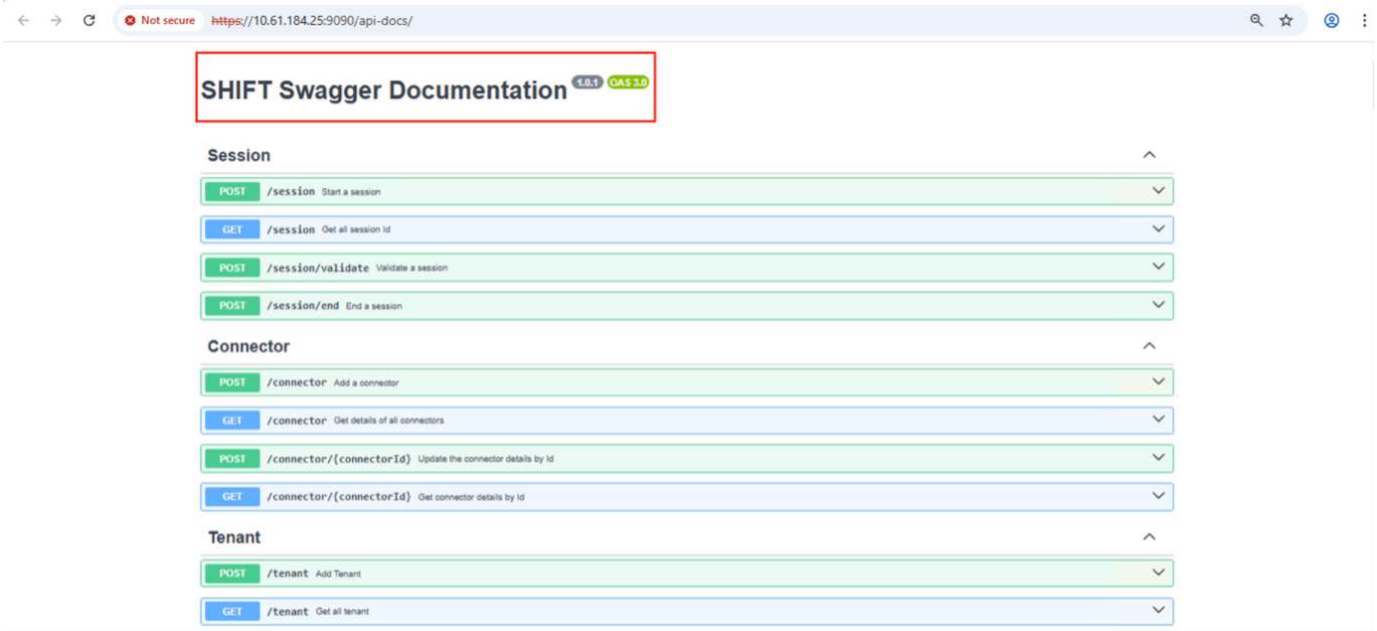 Not secure https://10.61.184.25:9090/api-docs/
SHIFT Swagger Documentation 1.0.1 OAS 3.0
Session
POST /session Start a session
GET /session Get all session Id
POST /session/validate Validate a session
POST /session/end End a session
Connector
POST /connector Add a connector
GET /connector Get details of all connectors
POST /connector/{connectorId} Update the connector details by Id
GET /connector/{connectorId} Get connector details by Id
Tenant
POST /tenant Add Tenant
GET /tenant Get all tenant